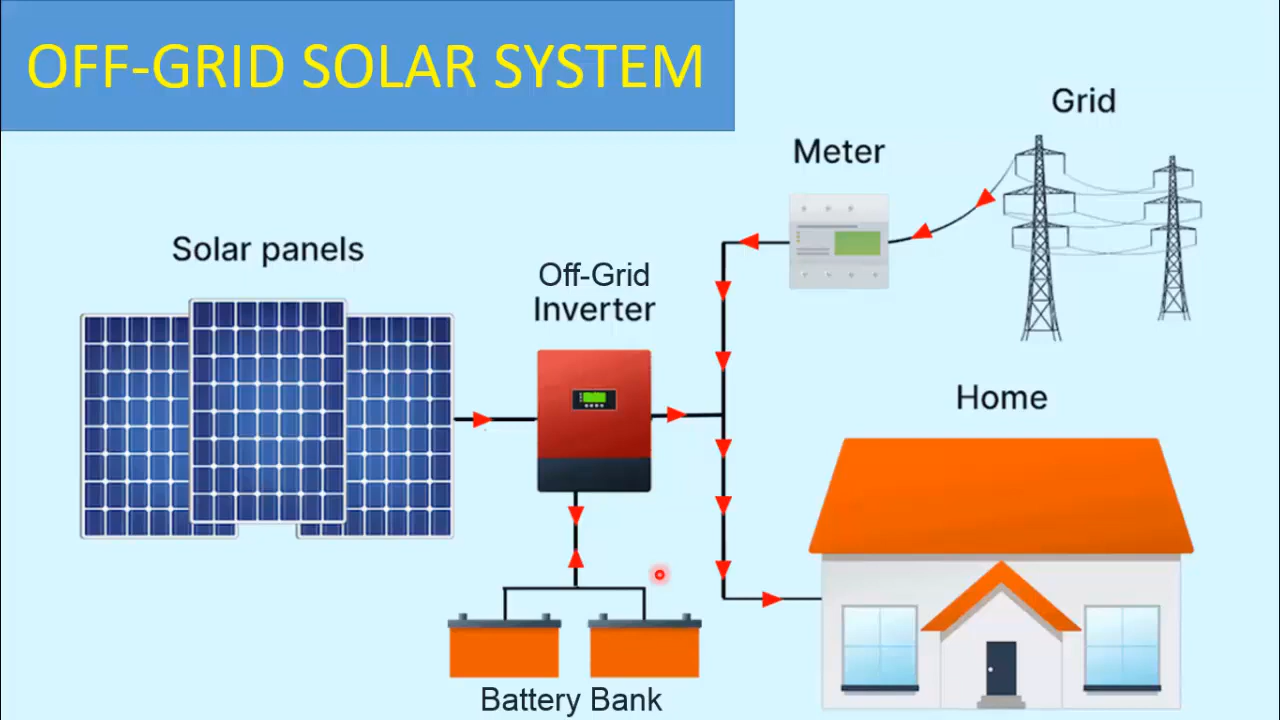 OFF-GRID SOLAR SYSTEM
Grid
Meter
Solar panels
Off-Grid
Inverter
Home
Battery Bank